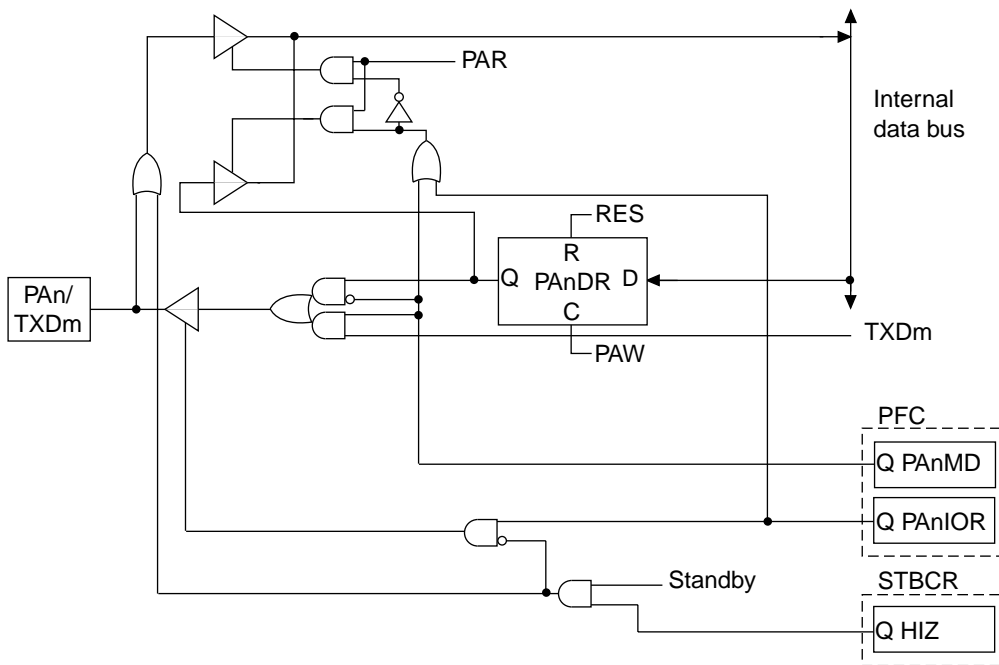 PAR
Internal
data bus
RES
R
Q PAnDR D
C
PAW
PAn/
TXDm
TXDm
PFC
Q PAnMD
Q PAnIOR
Standby
STBCR
Q HIZ